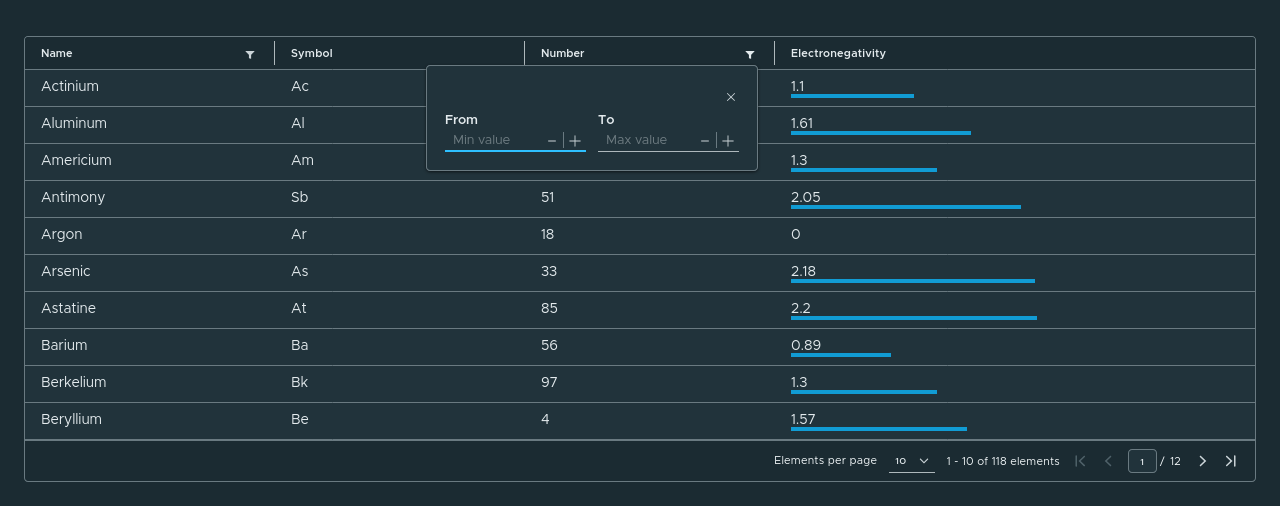 Name Symbol Number Electronegativity
Actinium Ac 1.1
From To
Min value Max value
Aluminum Al 1.61
Americium Am 1.3
Antimony Sb 51 2.05
Argon Ar 18 0
Arsenic As 33 2.18
Astatine At 85 2.2
Barium Ba 56 0.89
Berkelium Bk 97 1.3
Beryllium Be 4 1.57
Elements per page 10 1 - 10 of 118 elements 1 / 12